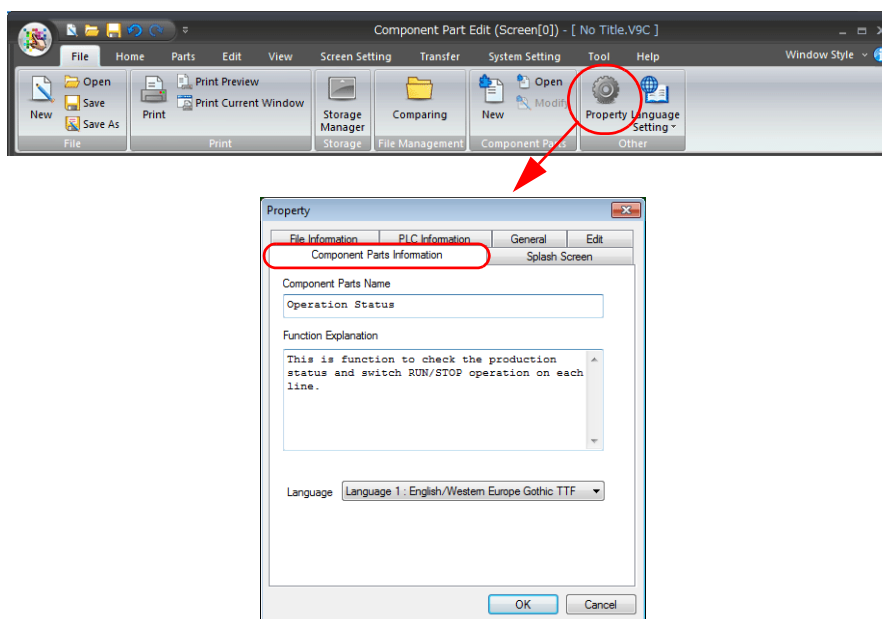 Component Part Edit (Screen[0]) - [ No Title.V9C ]
File Home Parts Edit View Screen Setting Transfer System Setting Tool Help Window Style
New
Open
Save
Save As
File
Print
Print Preview
Print Current Window
Print
Storage
Manager
Storage
Comparing
File Management
New
Open
Modify
Component Parts
Property
Language
Setting
Other
Property
File Information PLC Information General Edit
Component Parts Information Splash Screen
Component Parts Name
Operation Status
Function Explanation
This is function to check the production
status and switch RUN/STOP operation on each
line.
Language Language 1 : English/Western Europe Gothic TTF
OK Cancel